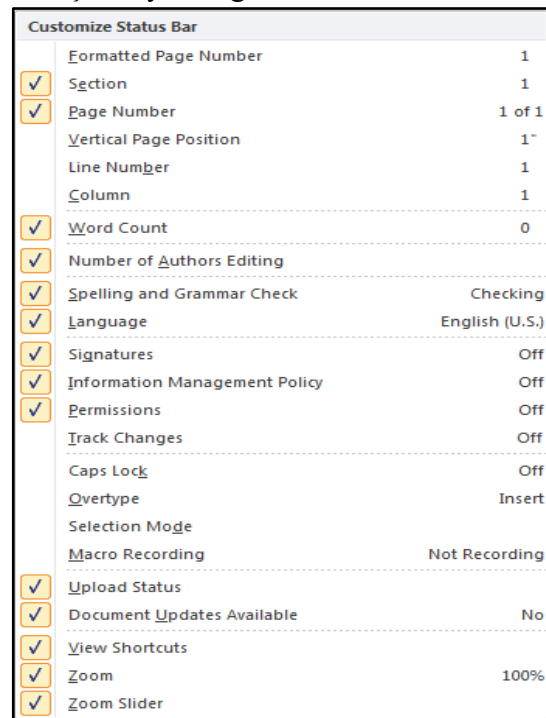 Customize Status Bar
Formatted Page Number 1
Section 1
Page Number 1 of 1
Vertical Page Position 1"
Line Number 1
Column 1
Word Count 0
Number of Authors Editing
Spelling and Grammar Check Checking
Language English (U.S.)
Signatures Off
Information Management Policy Off
Permissions Off
Track Changes Off
Caps Lock Off
Overtype Insert
Selection Mode
Macro Recording Not Recording
Upload Status
Document Updates Available No
View Shortcuts
Zoom 100%
Zoom Slider